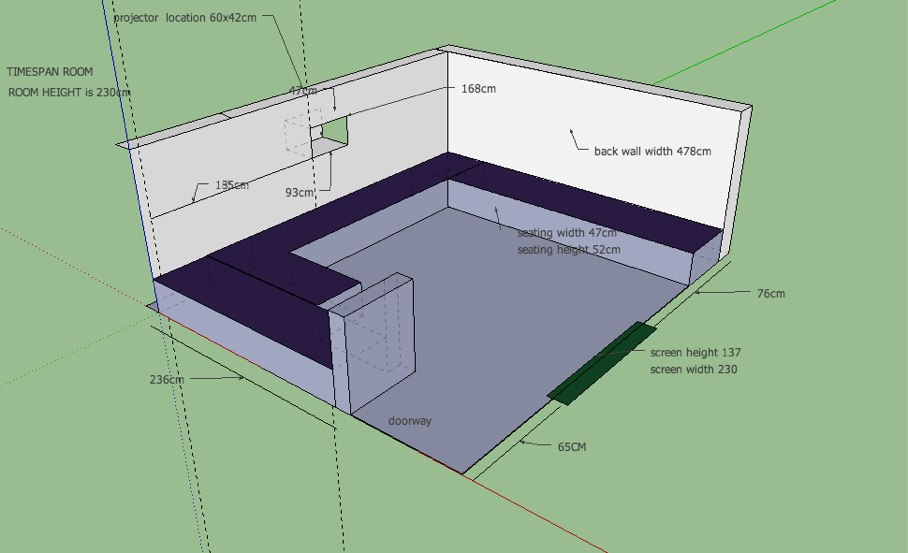 projector location 60x42cm
TIMESPAN ROOM
ROOM HEIGHT is 230cm
47cm
168cm
back wall width 478cm
135cm
93cm
seating width 47cm
seating height 52cm
76cm
screen height 137
screen width 230
236cm
doorway
65CM